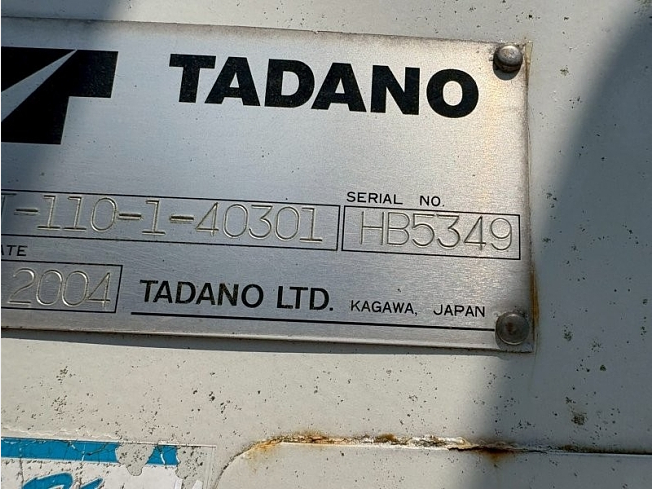 TADANO
SERIAL NO.
T-110-1-40301 HB5349
ATE
2004 TADANO LTD. KAGAWA, JAPAN